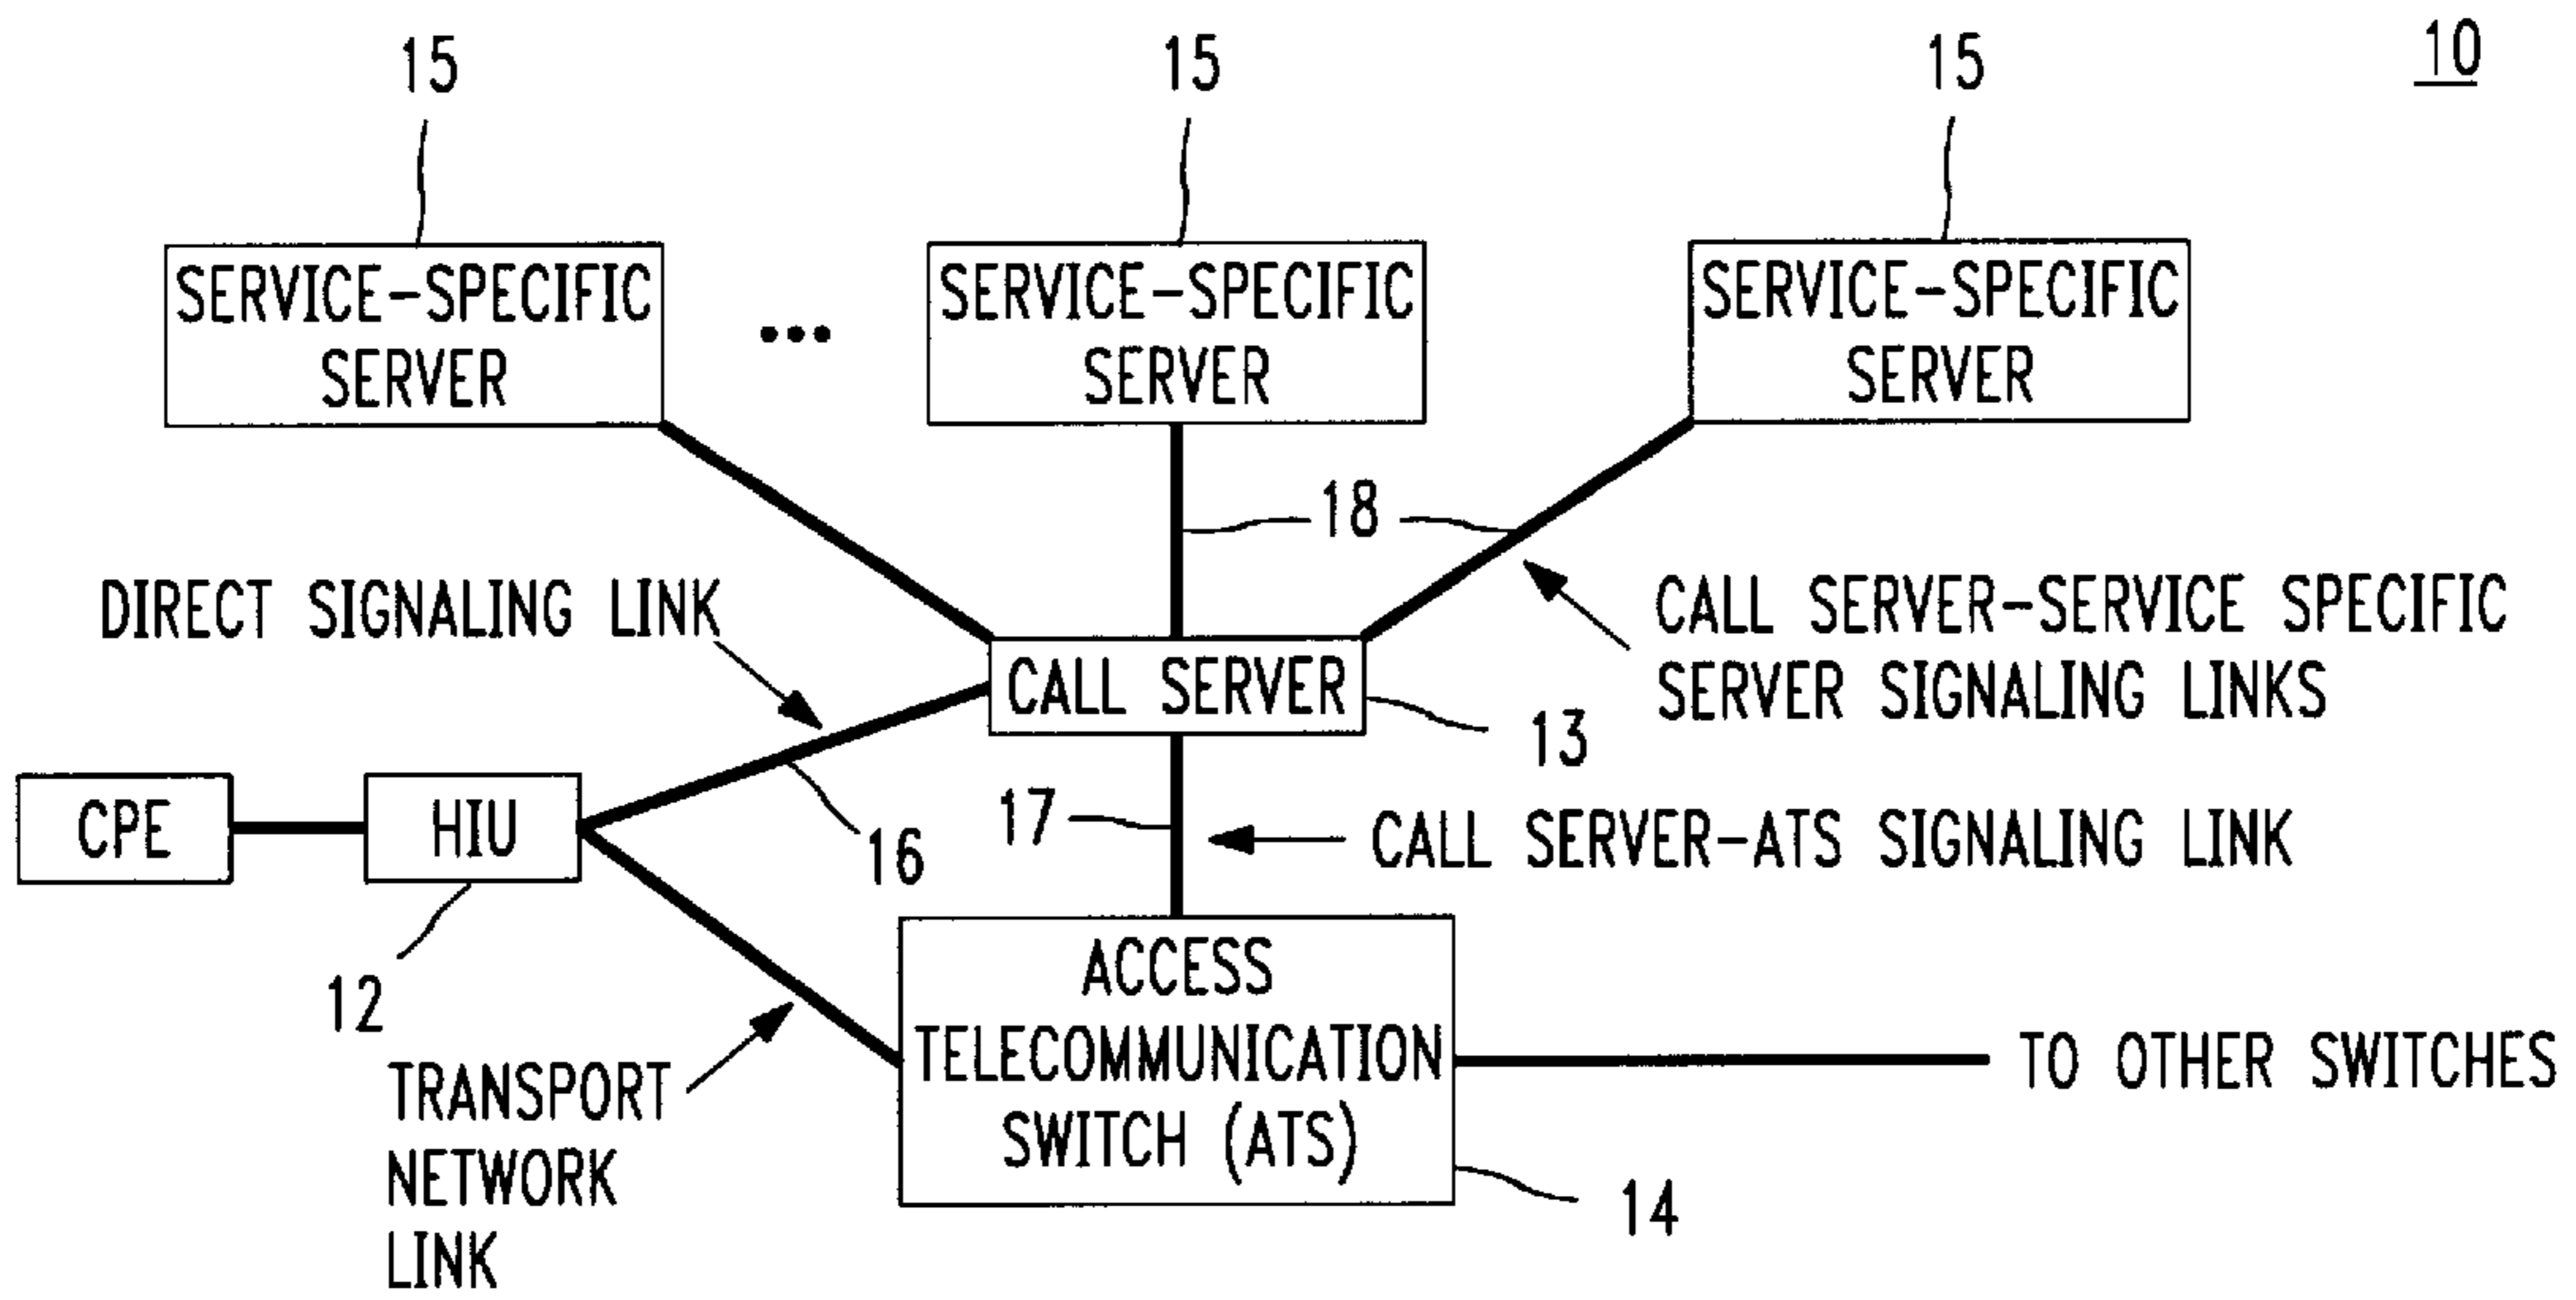 10
15
15
15
SERVICE-SPECIFIC
SERVER
...
SERVICE-SPECIFIC
SERVER
SERVICE-SPECIFIC
SERVER
18
DIRECT SIGNALING LINK
CALL SERVER-SERVICE SPECIFIC
SERVER SIGNALING LINKS
CALL SERVER
13
CPE
HIU
16
17
CALL SERVER-ATS SIGNALING LINK
12
ACCESS
TELECOMMUNICATION
SWITCH (ATS)
TO OTHER SWITCHES
TRANSPORT
NETWORK
LINK
14